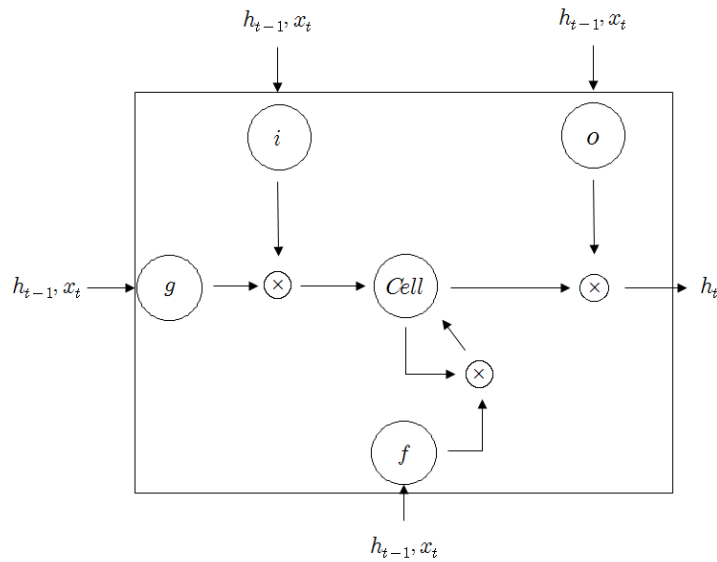 h_{t-1}, x_t
h_{t-1}, x_t
i
o
h_{t-1}, x_t
g
×
Cell
×
h_t
×
f
h_{t-1}, x_t